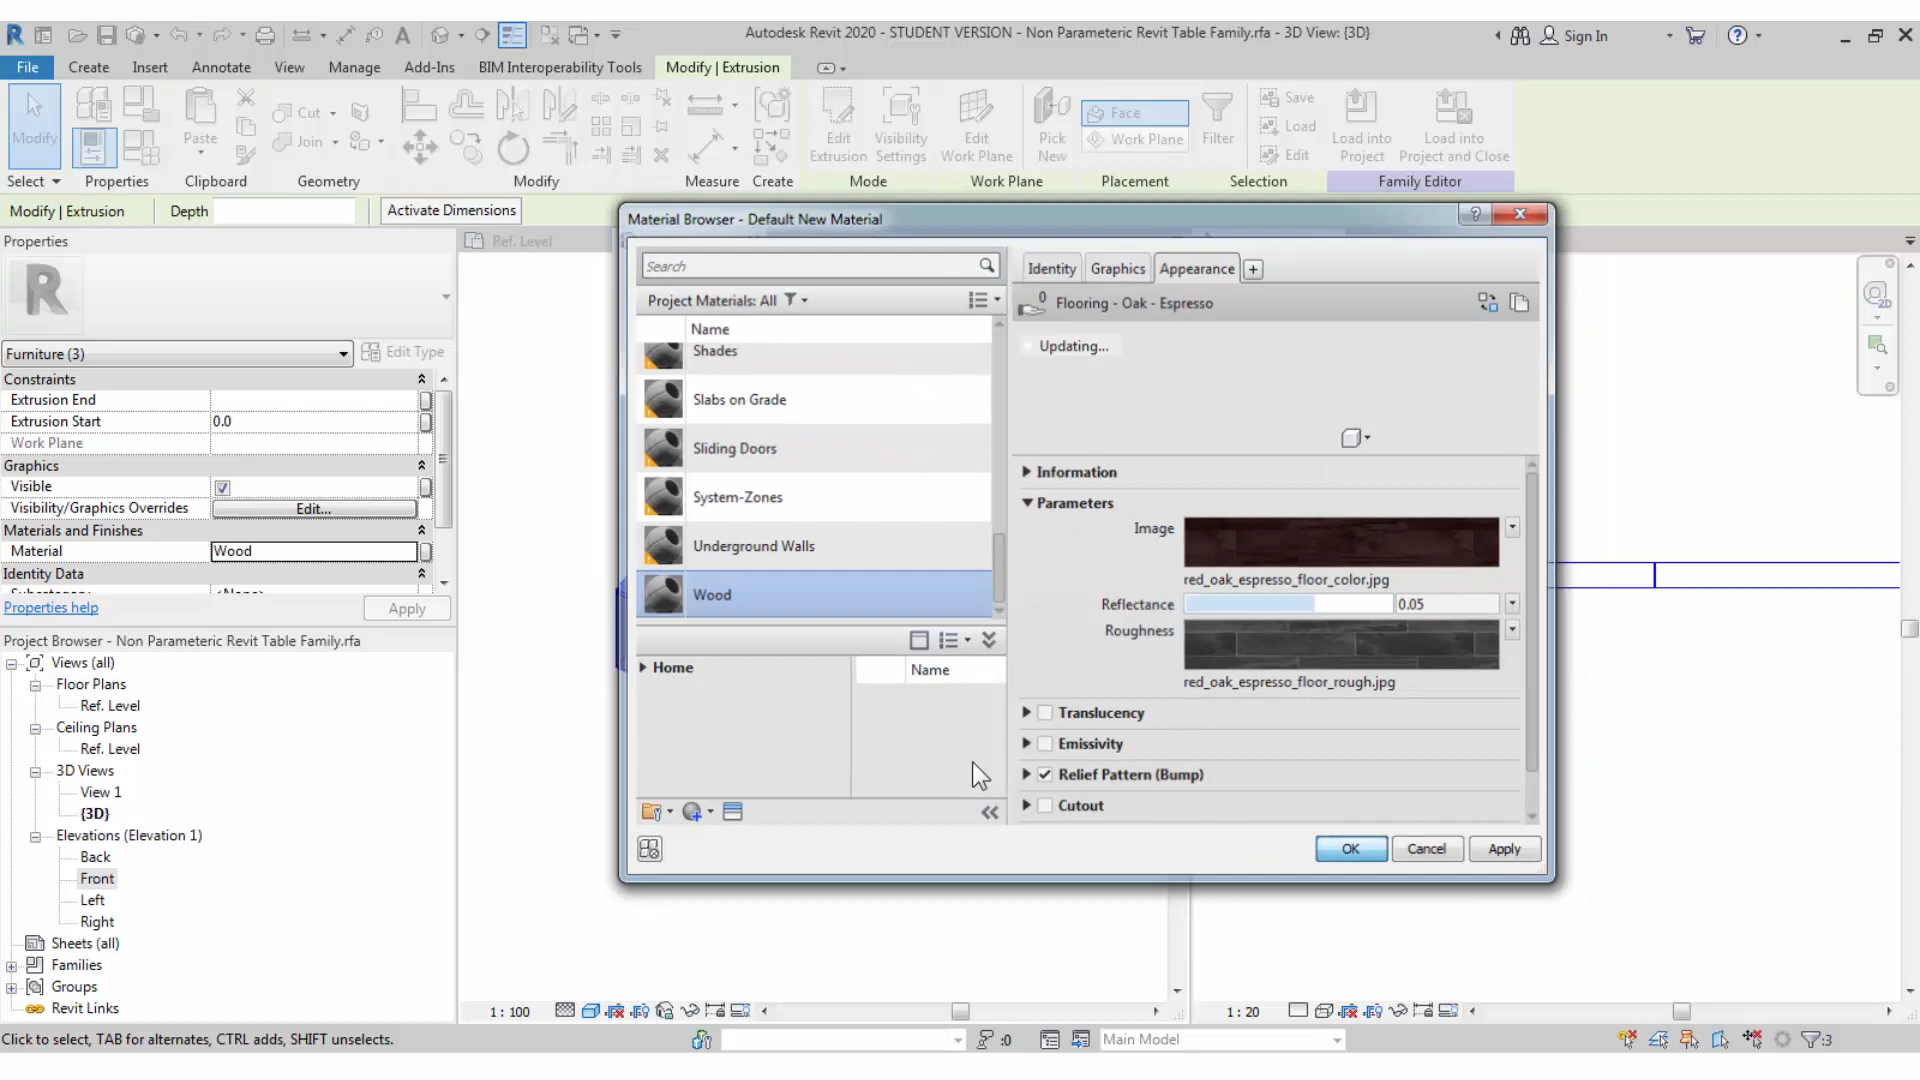 Autodesk Revit 2020 - STUDENT VERSION - Non Parameteric Revit Table Family.rfa - 3D View: {3D}
Sign In
File Create Insert Annotate View Manage Add-Ins BIM Interoperability Tools Modify | Extrusion
Modify
Paste
Cut
Join
Edit Extrusion
Visibility Settings
Edit Work Plane
Pick New
Face
Work Plane
Filter
Save
Load
Edit
Load into Project
Load into Project and Close
Select Properties Clipboard Geometry Modify Measure Create Mode Work Plane Placement Selection Family Editor
Modify | Extrusion Depth Activate Dimensions
Properties
R
Furniture (3) Edit Type
Constraints
Extrusion End
Extrusion Start 0.0
Work Plane
Graphics
Visible
Visibility/Graphics Overrides Edit...
Materials and Finishes
Material Wood
Identity Data
Properties help Apply
Project Browser - Non Parameteric Revit Table Family.rfa
Views (all)
Floor Plans
Ref. Level
Ceiling Plans
Ref. Level
3D Views
View 1
{3D}
Elevations (Elevation 1)
Back
Front
Left
Right
Sheets (all)
Families
Groups
Revit Links
Ref. Level
Material Browser - Default New Material
Search
Project Materials: All
Name
Shades
Slabs on Grade
Sliding Doors
System-Zones
Underground Walls
Wood
Home
Name
Identity Graphics Appearance +
0 Flooring - Oak - Espresso
Updating...
Information
Parameters
Image
red_oak_espresso_floor_color.jpg
Reflectance 0.05
Roughness
red_oak_espresso_floor_rough.jpg
Translucency
Emissivity
Relief Pattern (Bump)
Cutout
OK Cancel Apply
2D
1 : 100
1 : 20
Click to select, TAB for alternates, CTRL adds, SHIFT unselects.
:0
Main Model
:3